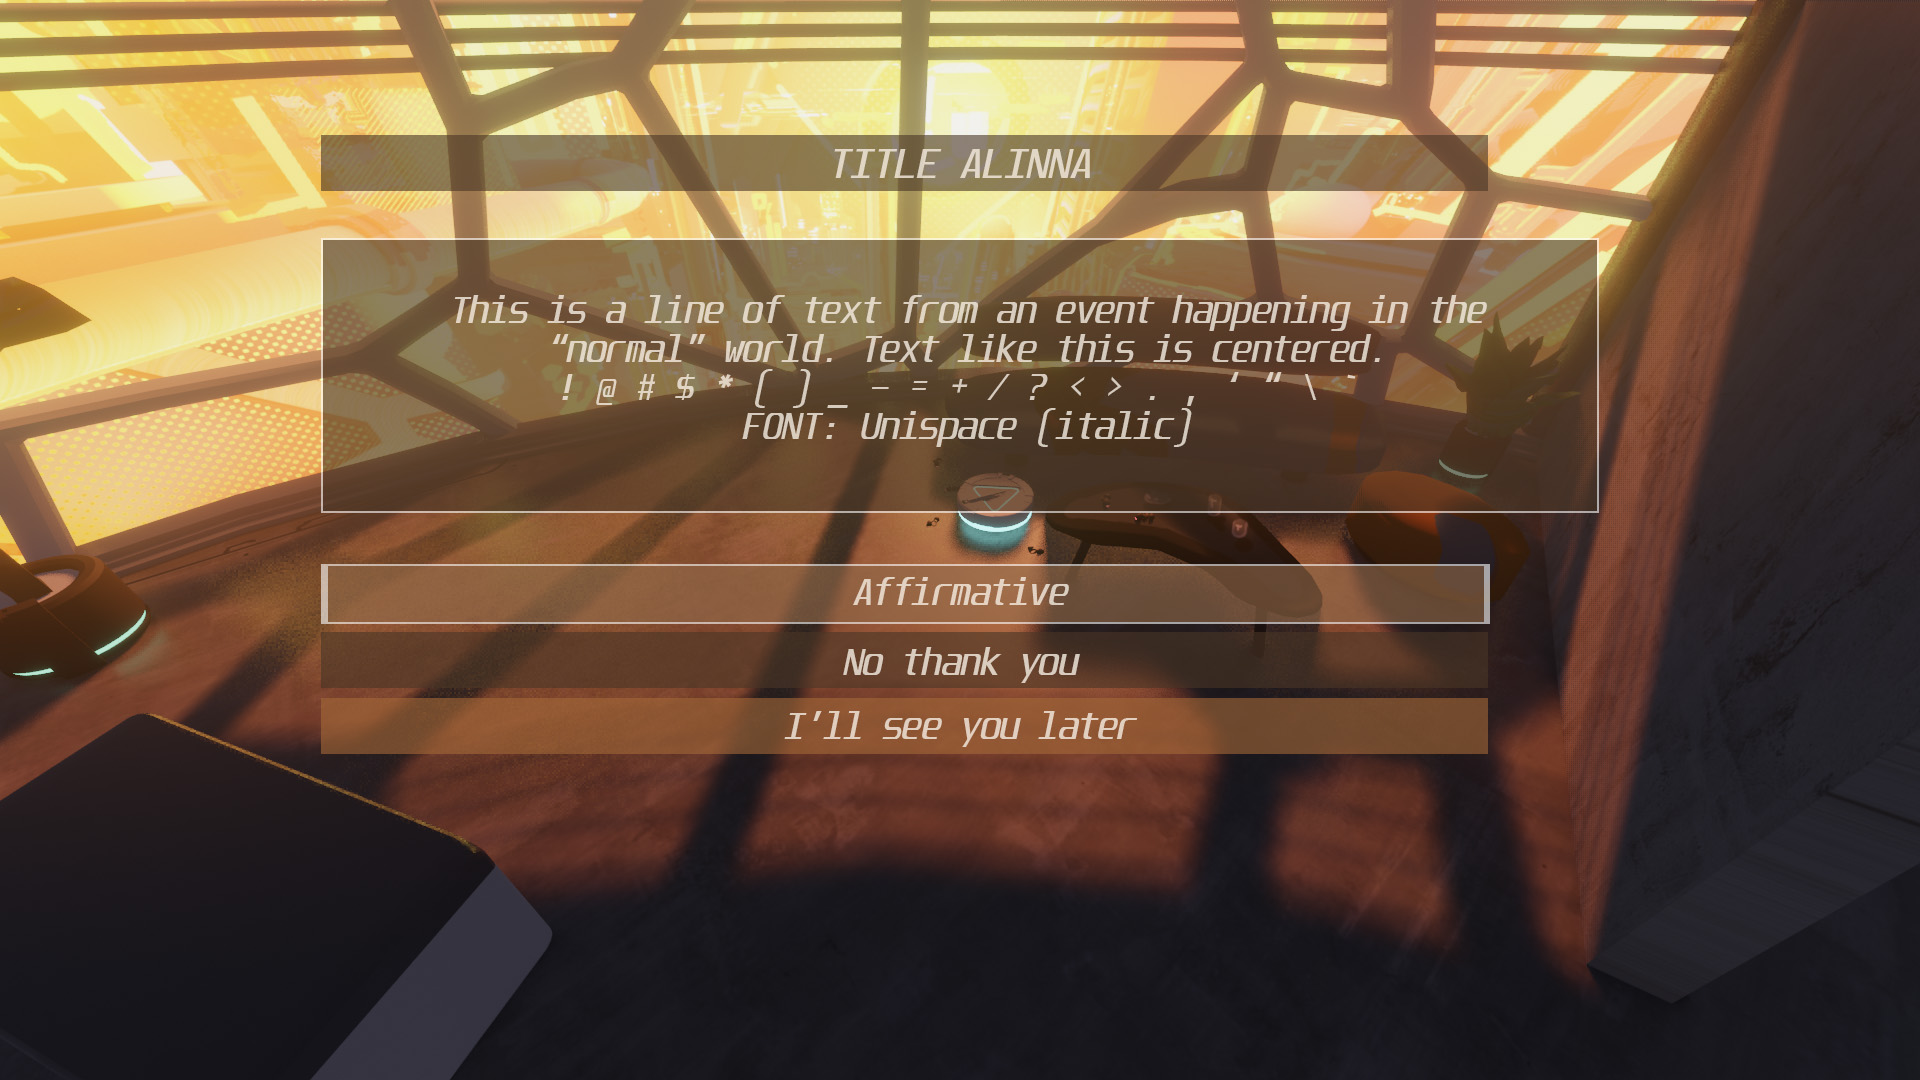 TITLE ALINNA
This is a line of text from an event happening in the
“normal” world. Text like this is centered.
! @ # $ * ( ) _ – = + / ? < > . , ‘ “ \ ~
FONT: Unispace (italic)
Affirmative
No thank you
I’ll see you later